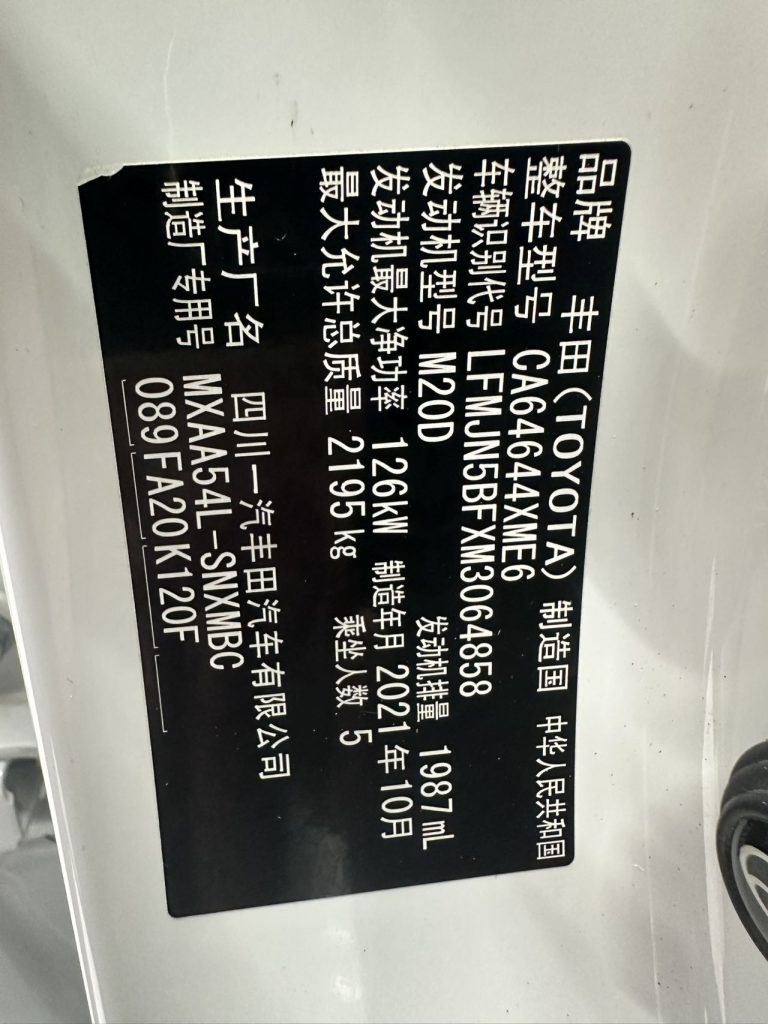 品牌 丰田(TOYOTA) 制造国 中华人民共和国
整车型号 CA64644XME6
车辆识别代号 LFMJN5BFXM3064858
发动机型号 M20D 发动机排量 1987 mL
发动机最大净功率 126kW 制造年月 2021年10月
最大允许总质量 2195 kg 乘坐人数 5
生产厂名 四川一汽丰田汽车有限公司
制造厂专用号 MXAA54L-SNXMBC
089FA20K120F